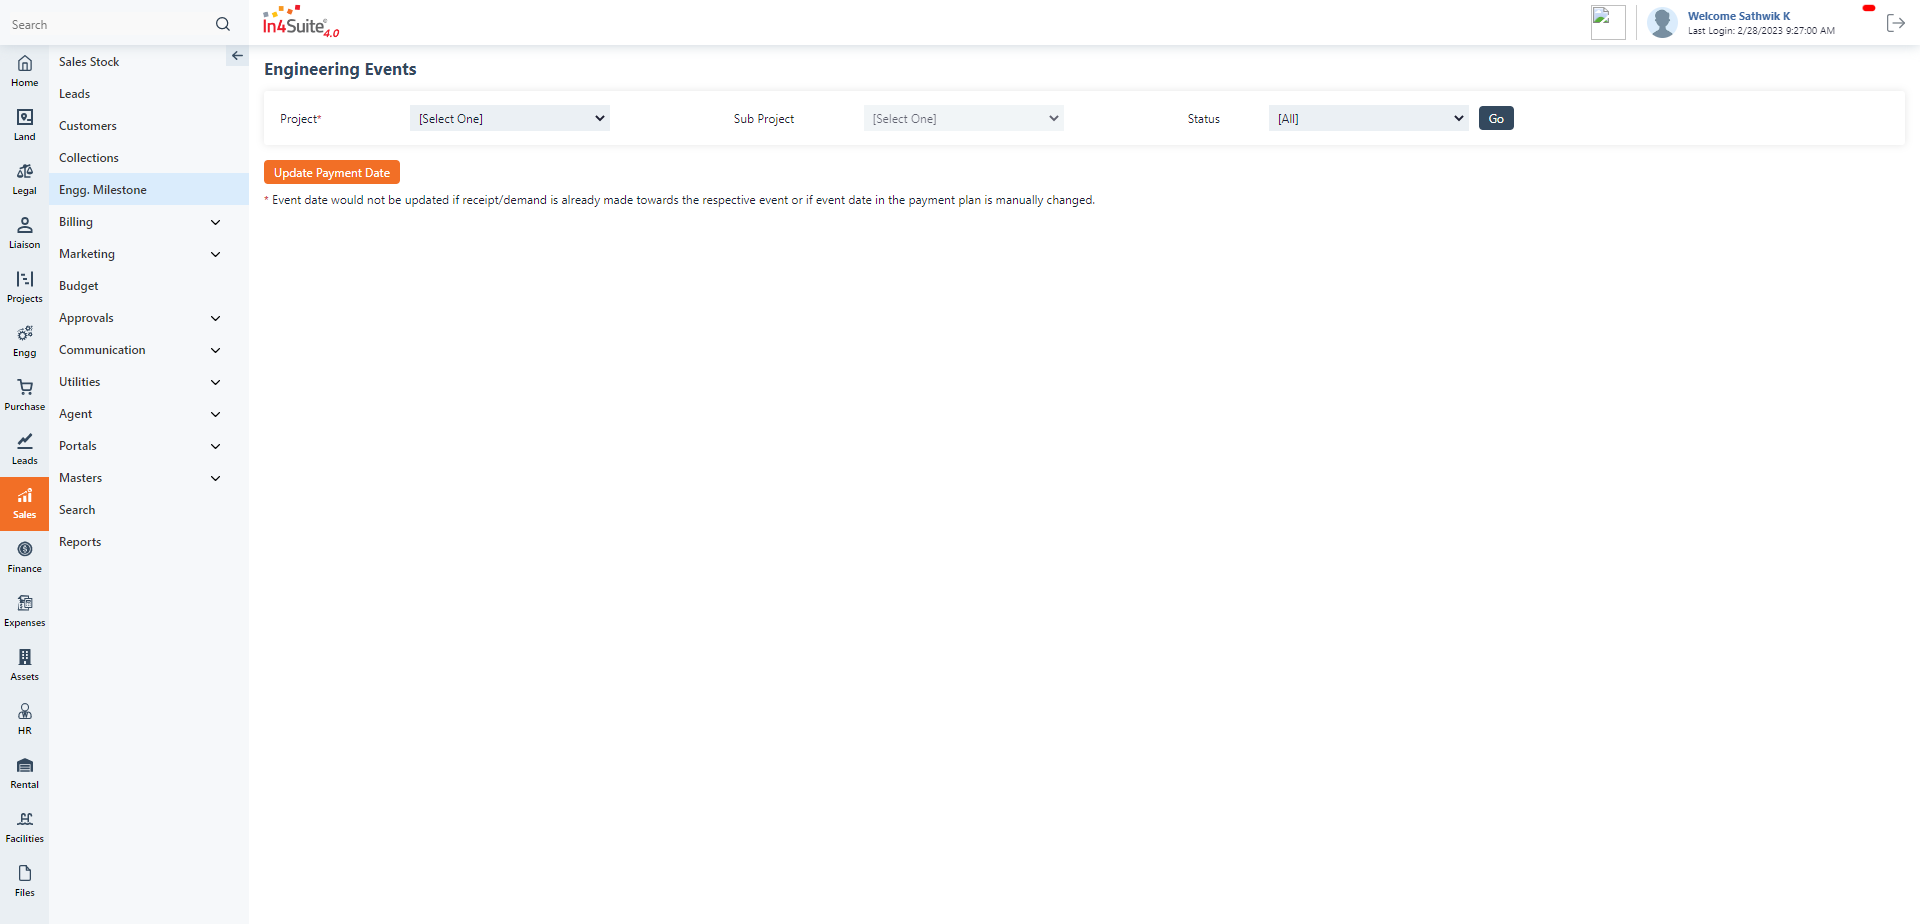 Search
In4Suite 4.0
Welcome Sathwik K
Last Login: 2/28/2023 9:27:00 AM
Home
Land
Legal
Liaison
Projects
Engg
Purchase
Leads
Sales
Finance
Expenses
Assets
HR
Rental
Facilities
Files
Sales Stock
Leads
Customers
Collections
Engg. Milestone
Billing
Marketing
Budget
Approvals
Communication
Utilities
Agent
Portals
Masters
Search
Reports
Engineering Events
Project* [Select One] Sub Project [Select One] Status [All] Go
Update Payment Date
* Event date would not be updated if receipt/demand is already made towards the respective event or if event date in the payment plan is manually changed.